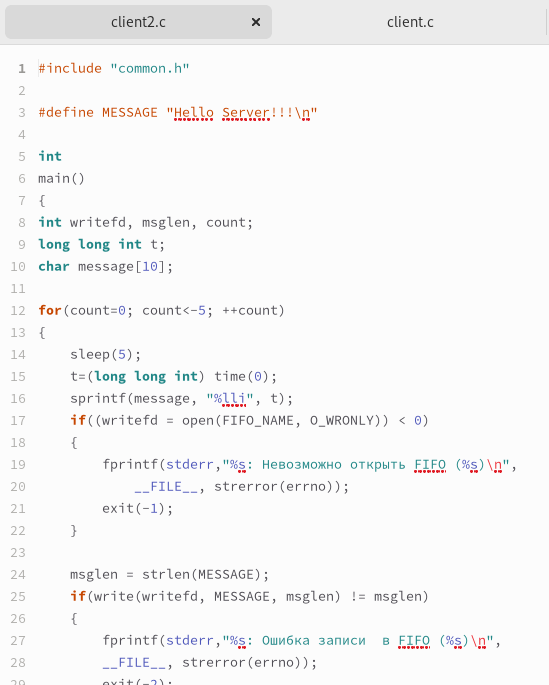 client2.c × client.c
1 #include "common.h"
2
3 #define MESSAGE "Hello Server!!!\n"
4
5 int
6 main()
7 {
8 int writefd, msglen, count;
9 long long int t;
10 char message[10];
11
12 for(count=0; count<-5; ++count)
13 {
14     sleep(5);
15     t=(long long int) time(0);
16     sprintf(message, "%lli", t);
17     if((writefd = open(FIFO_NAME, O_WRONLY)) < 0)
18     {
19         fprintf(stderr,"%s: Невозможно открыть FIFO (%s)\n",
20             __FILE__, strerror(errno));
21         exit(-1);
22     }
23
24     msglen = strlen(MESSAGE);
25     if(write(writefd, MESSAGE, msglen) != msglen)
26     {
27         fprintf(stderr,"%s: Ошибка записи  в FIFO (%s)\n",
28         __FILE__, strerror(errno));
29         exit(-2);